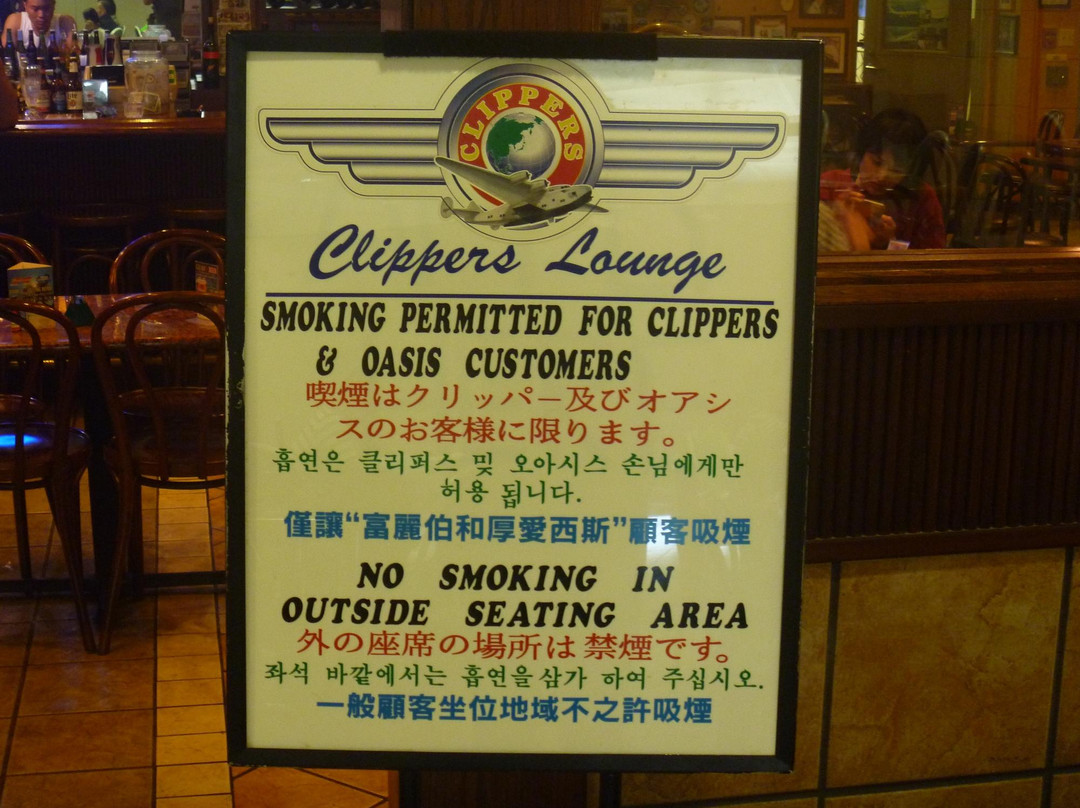 CLIPPERS
Clippers Lounge
SMOKING PERMITTED FOR CLIPPERS
& OASIS CUSTOMERS
喫煙はクリッパー及びオアシ
スのお客様に限ります。
흡연은 클리퍼스 및 오아시스 손님에게만
허용 됩니다.
僅讓“富麗伯和厚愛西斯”顧客吸煙
NO SMOKING IN
OUTSIDE SEATING AREA
外の座席の場所は禁煙です。
좌석 바깥에서는 흡연을삼가 하여 주십시오.
一般顧客坐位地域不之許吸煙